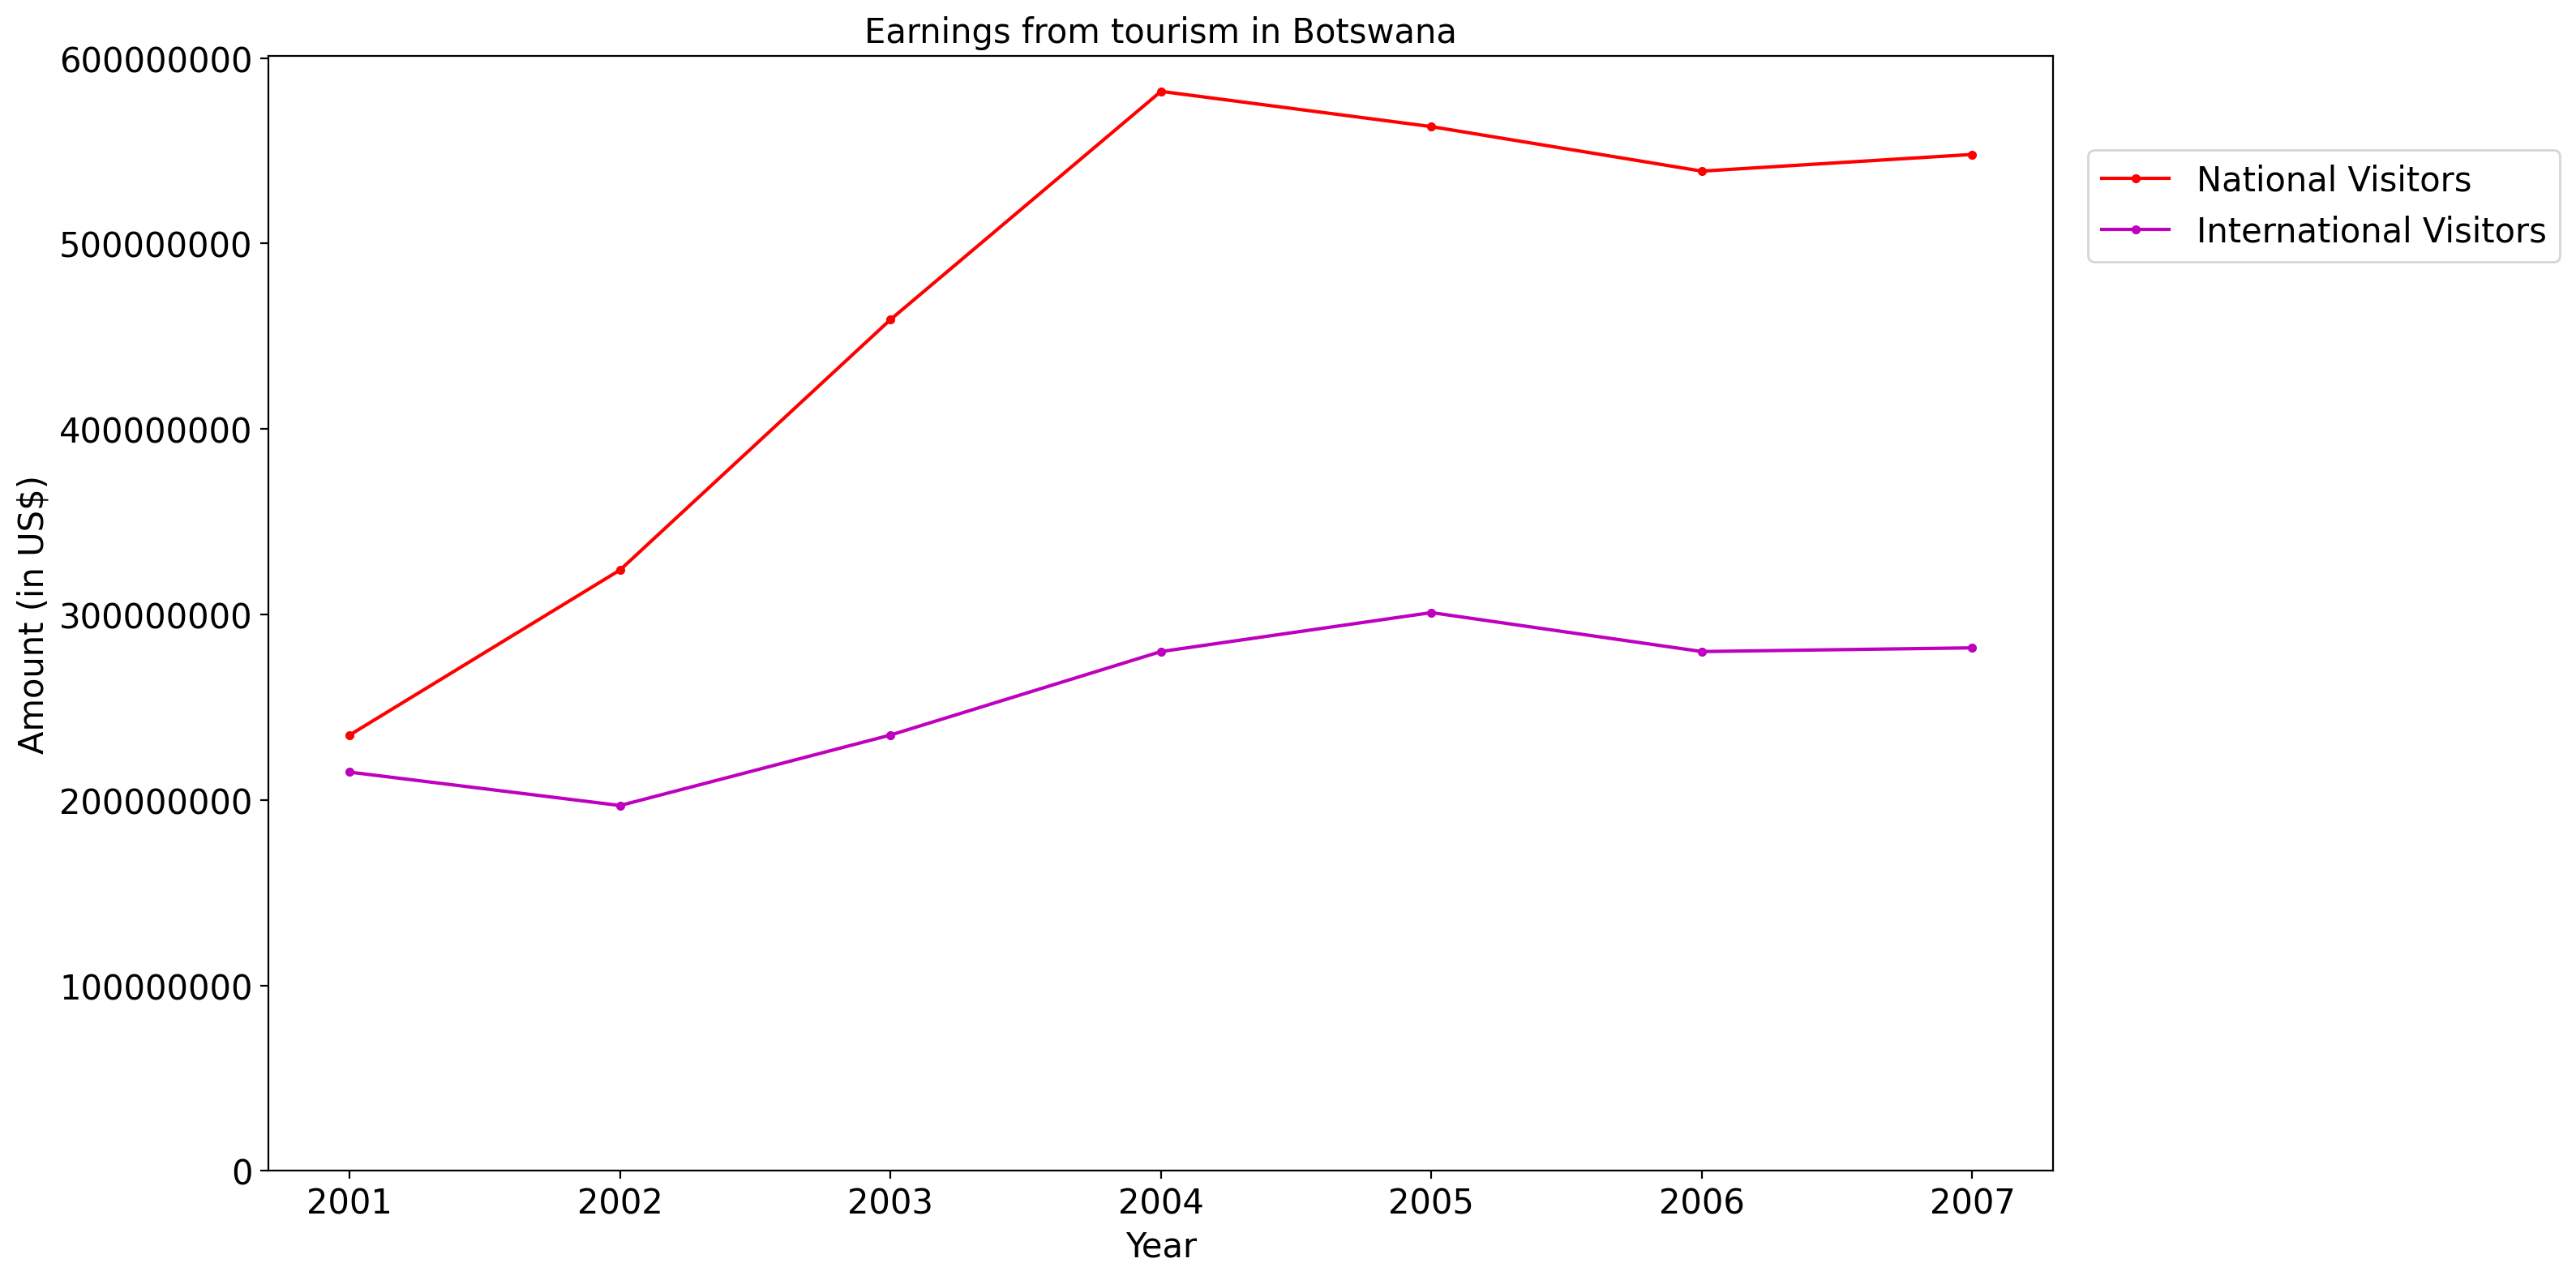 Earnings from tourism in Botswana
600000000
500000000
400000000
300000000
200000000
100000000
0
Amount (in US$)
2001 2002 2003 2004 2005 2006 2007
Year
National Visitors
International Visitors